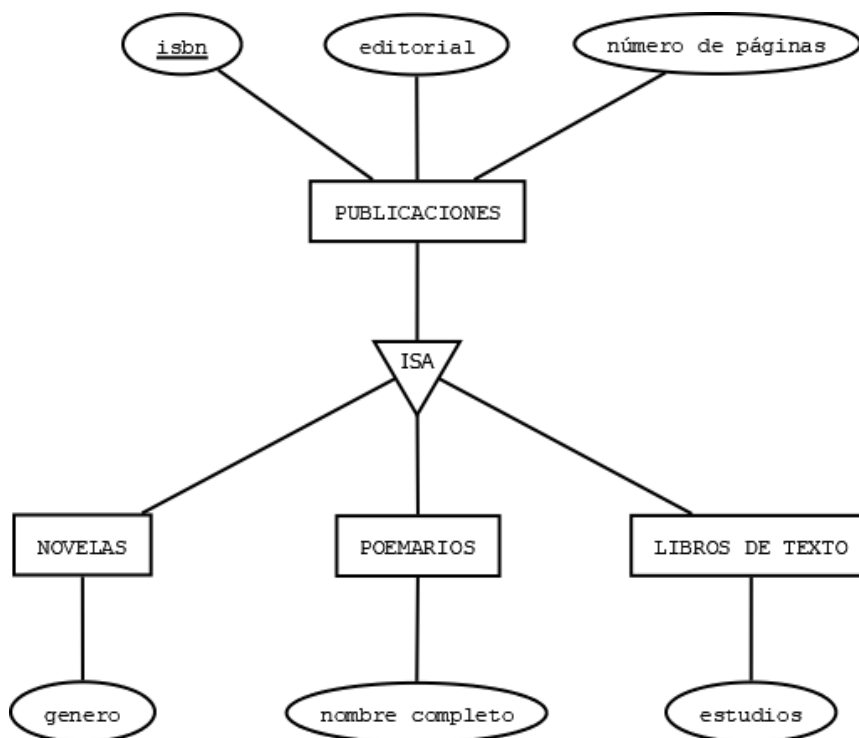 isbn
editorial
número de páginas
PUBLICACIONES
ISA
NOVELAS
POEMARIOS
LIBROS DE TEXTO
genero
nombre completo
estudios